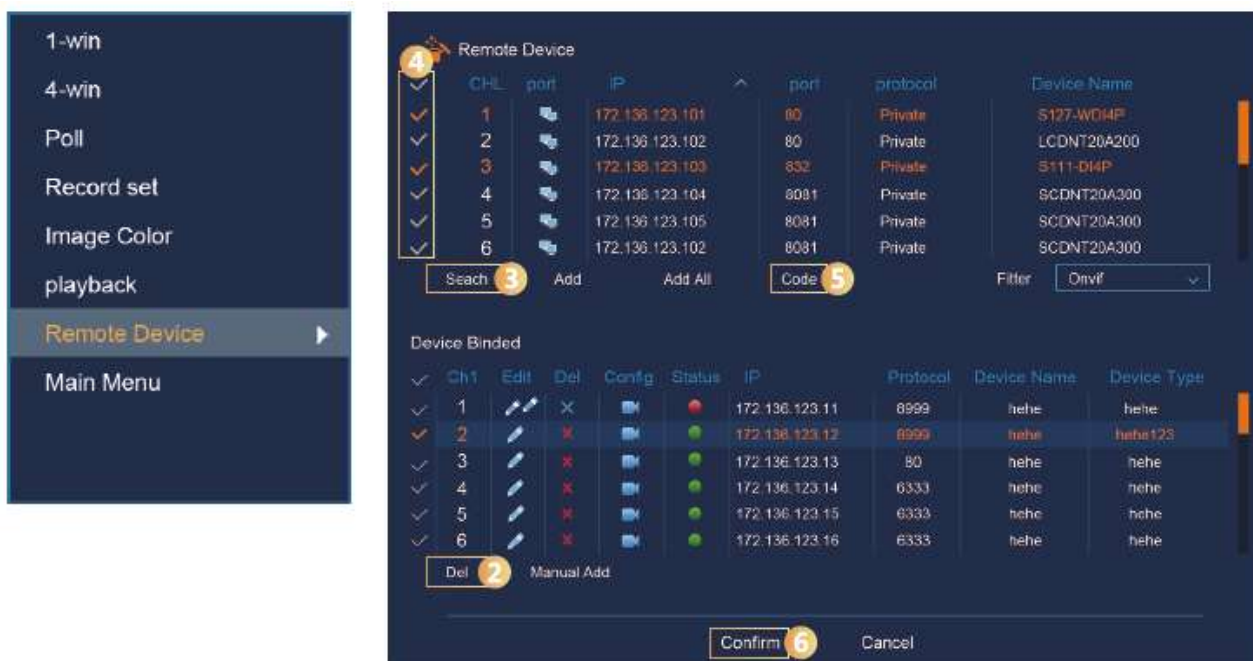 1-win
4-win
Poll
Record set
Image Color
playback
Remote Device
Main Menu
4 Remote Device
CHL port IP port protocol Device Name
1 172.136.123.101 80 Private S127-WDI4P
2 172.136.123.102 80 Private LCDNT20A200
3 172.136.123.103 832 Private S111-DI4P
4 172.136.123.104 8081 Private SCDNT20A300
5 172.136.123.105 8081 Private SCDNT20A300
6 172.136.123.102 8081 Private SCDNT20A300
Seach 3 Add Add All Code 5 Fitter Onvif
Device Binded
Ch1 Edit Del Config Status IP Protocol Device Name Device Type
1 172.136.123.11 8999 hehe hehe
2 172.136.123.12 8999 hehe hehe123
3 172.136.123.13 80 hehe hehe
4 172.136.123.14 6333 hehe hehe
5 172.136.123.15 6333 hehe hehe
6 172.136.123.16 6333 hehe hehe
Del 2 Manual Add
Confirm 6 Cancel